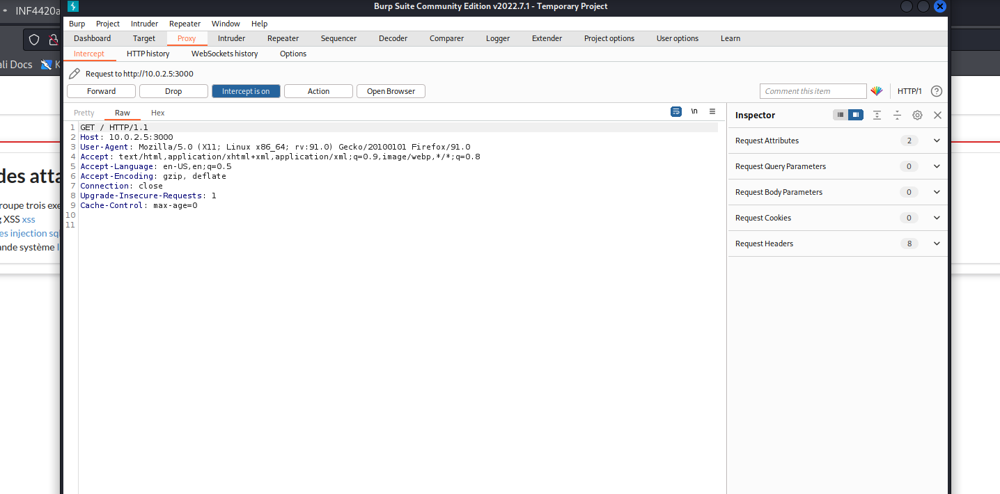 INF4420a
Burp Suite Community Edition v2022.7.1 - Temporary Project
Burp Project Intruder Repeater Window Help
Dashboard Target Proxy Intruder Repeater Sequencer Decoder Comparer Logger Extender Project options User options Learn
Intercept HTTP history WebSockets history Options
Request to http://10.0.2.5:3000
Forward Drop Intercept is on Action Open Browser Comment this item HTTP/1 ?
Pretty Raw Hex \n
1 GET / HTTP/1.1
2 Host: 10.0.2.5:3000
3 User-Agent: Mozilla/5.0 (X11; Linux x86_64; rv:91.0) Gecko/20100101 Firefox/91.0
4 Accept: text/html,application/xhtml+xml,application/xml;q=0.9,image/webp,*/*;q=0.8
5 Accept-Language: en-US,en;q=0.5
6 Accept-Encoding: gzip, deflate
7 Connection: close
8 Upgrade-Insecure-Requests: 1
9 Cache-Control: max-age=0
10
11
Inspector
Request Attributes 2
Request Query Parameters 0
Request Body Parameters 0
Request Cookies 0
Request Headers 8
ali Docs K
des atta
roupe trois exe
g XSS xss
es injection sql
ande système l